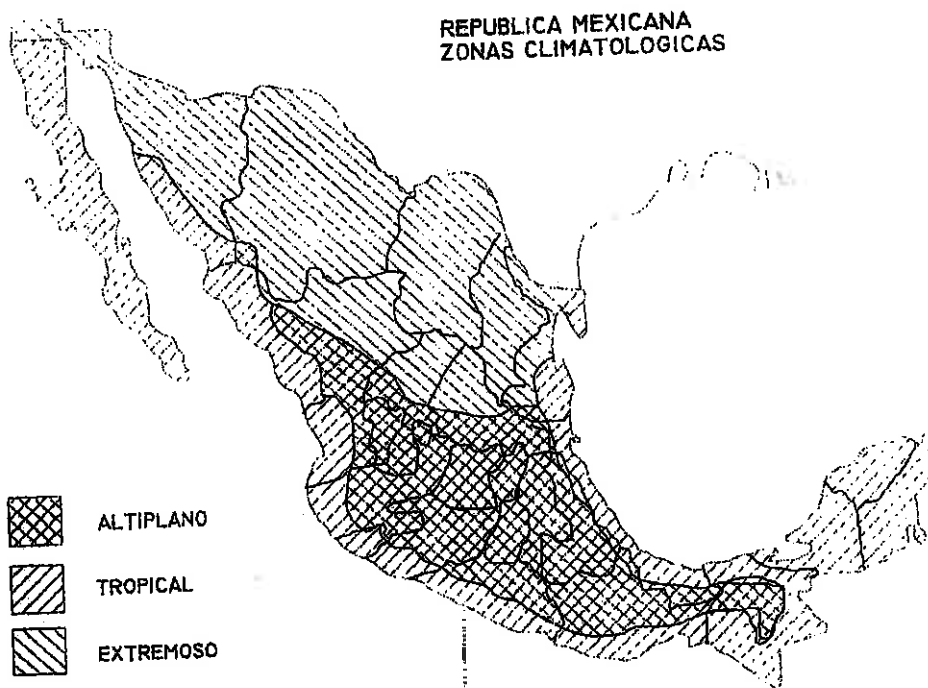 REPUBLICA MEXICANA
ZONAS CLIMATOLOGICAS
ALTIPLANO
TROPICAL
EXTREMOSO